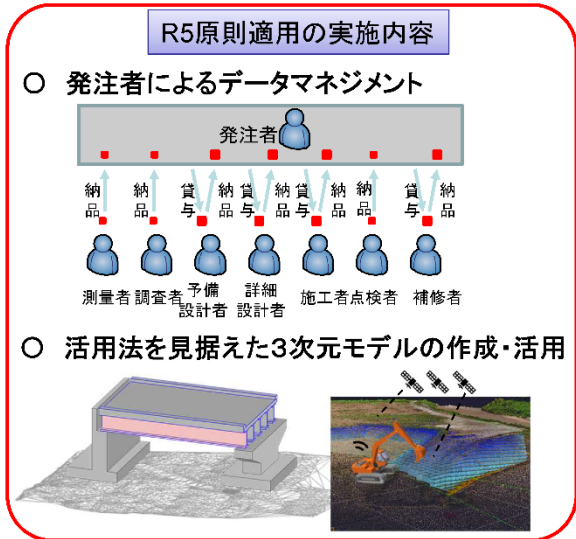 R5原則適用の実施内容
○ 発注者によるデータマネジメント
発注者
納品 納品 貸与 納品 貸与 納品 貸与 納品 納品 貸与 納品
測量者 調査者 予備設計者 詳細設計者 施工者 点検者 補修者
○ 活用法を見据えた3次元モデルの作成・活用